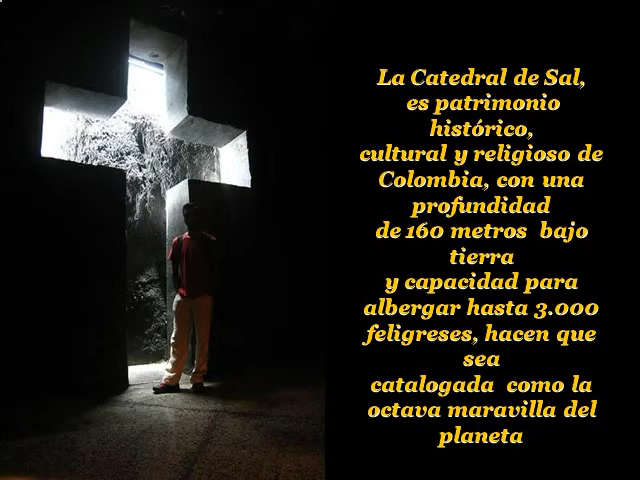 La Catedral de Sal,
es patrimonio
histórico,
cultural y religioso de
Colombia, con una
profundidad
de 160 metros  bajo
tierra
y capacidad para
albergar hasta 3.000
feligreses, hacen que
sea
catalogada  como la
octava maravilla del
planeta